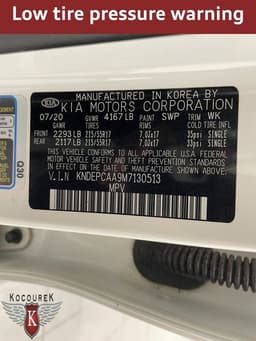 Low tire pressure warning
MANUFACTURED IN KOREA BY
KIA KIA MOTORS CORPORATION
07/20 GVWR 4167 LB PAINT SWP TRIM WK
GAWR TIRES RIMS COLD TIRE INFL
FRONT 2293 LB 215/55R17 7.0Jx17 35psi SINGLE
REAR 2117 LB 215/55R17 7.0Jx17 33psi SINGLE
THIS VEHICLE CONFORMS TO ALL APPLICABLE U.S.A. FEDERAL
MOTOR VEHICLE SAFETY
STANDARDS IN EFFECT ON THE
DATE OF MANUFACTURE SHOWN ABOVE.
V.I.N KNDEPCAA9M7130513
MPV
Q30
KOCOUREK
K